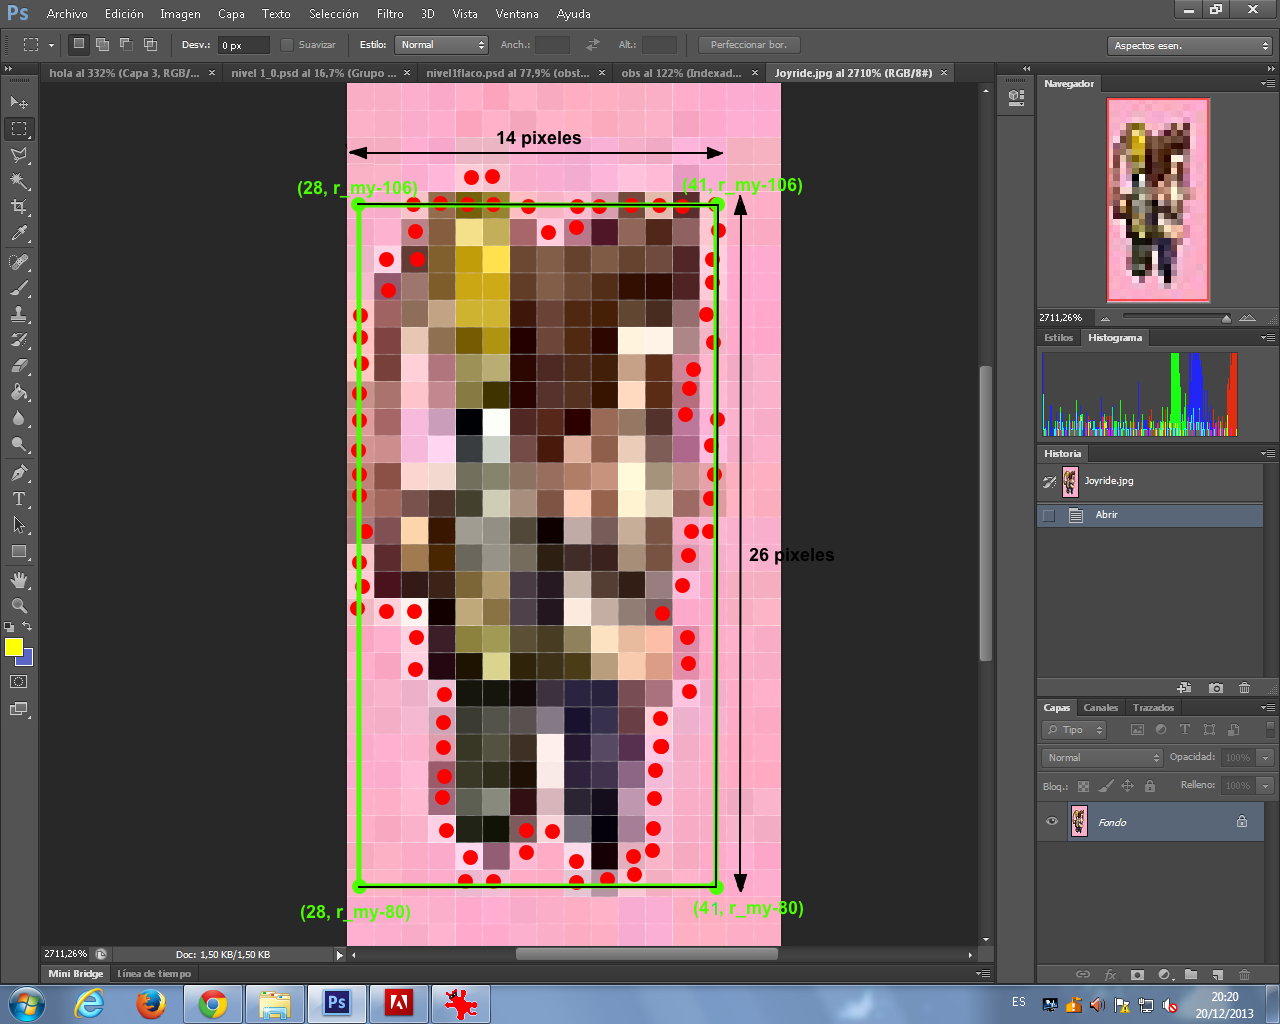 Ps Archivo Edición Imagen Capa Texto Selección Filtro 3D Vista Ventana Ayuda
Desv.: 0 px Suavizar Estilo: Normal Anch.: Alt.: Perfeccionar bor. Aspectos esen.
hola al 332% (Capa 3, RGB/... × nivel 1_0.psd al 16,7% (Grupo ... × nivel1flaco.psd al 77,9% (obst... × obs al 122% (Indexad... × Joyride.jpg al 2710% (RGB/8#) ×
Navegador
14 pixeles
(28, r_my-106) (41, r_my-106)
2711,26%
Estilos Histograma
Historia
Joyride.jpg
Abrir
26 pixeles
Capas Canales Trazados
Tipo
Normal Opacidad: 100%
Bloq.: Relleno: 100%
Fondo
(28, r_my-80) (41, r_my-80)
2711,26% Doc: 1,50 KB/1,50 KB
Mini Bridge Línea de tiempo
fx
Ps
ES
20:20
20/12/2013